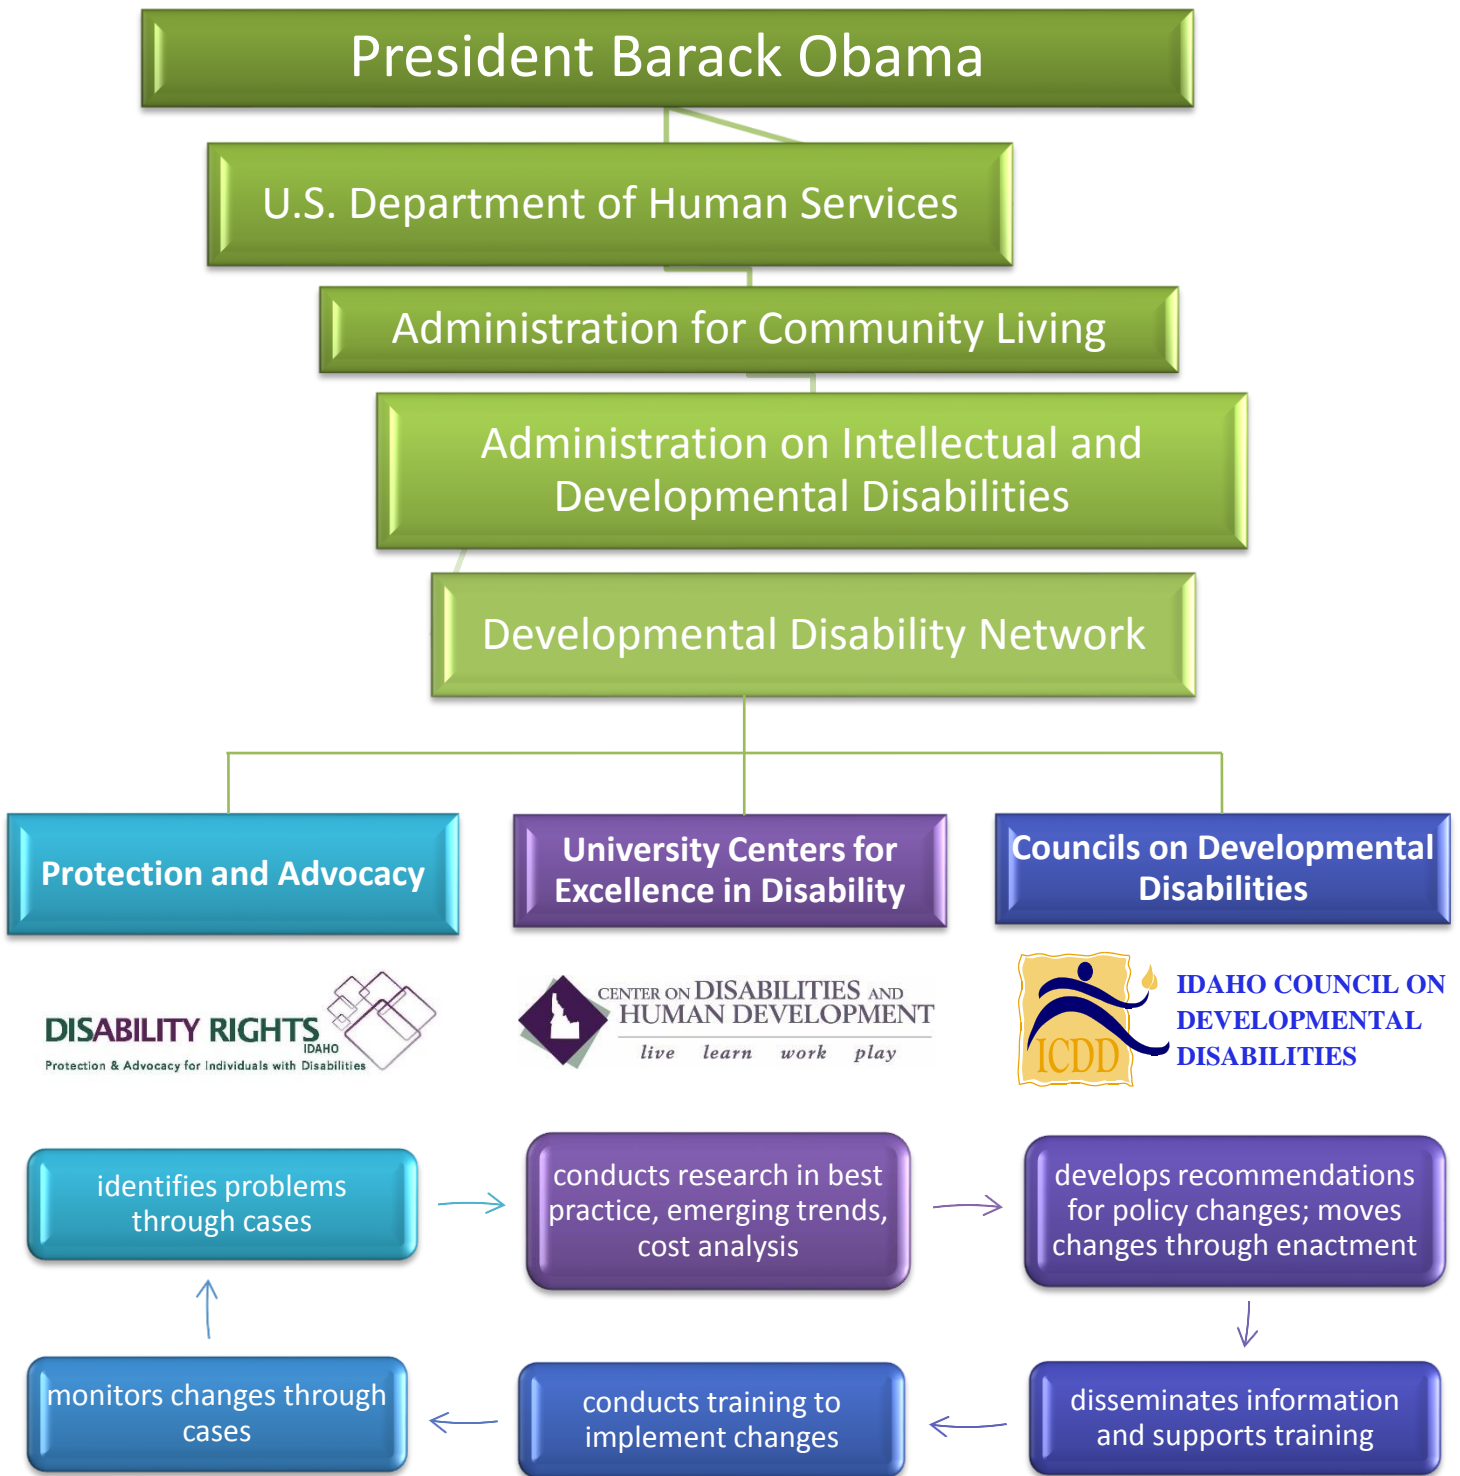 President Barack Obama
U.S. Department of Human Services
Administration for Community Living
Administration on Intellectual and
Developmental Disabilities
Developmental Disability Network
Protection and Advocacy
University Centers for
Excellence in Disability
Councils on Developmental
Disabilities
DISABILITY RIGHTS
IDAHO
Protection & Advocacy for Individuals with Disabilities
CENTER ON DISABILITIES AND
HUMAN DEVELOPMENT
live learn work play
ICDD
IDAHO COUNCIL ON
DEVELOPMENTAL
DISABILITIES
identifies problems
through cases
conducts research in best
practice, emerging trends,
cost analysis
develops recommendations
for policy changes; moves
changes through enactment
monitors changes through
cases
conducts training to
implement changes
disseminates information
and supports training